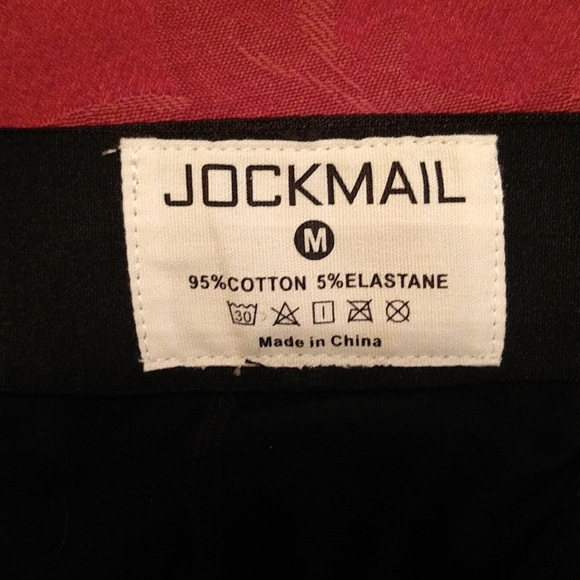 JOCKMAIL
M
95%COTTON 5%ELASTANE
30
Made in China